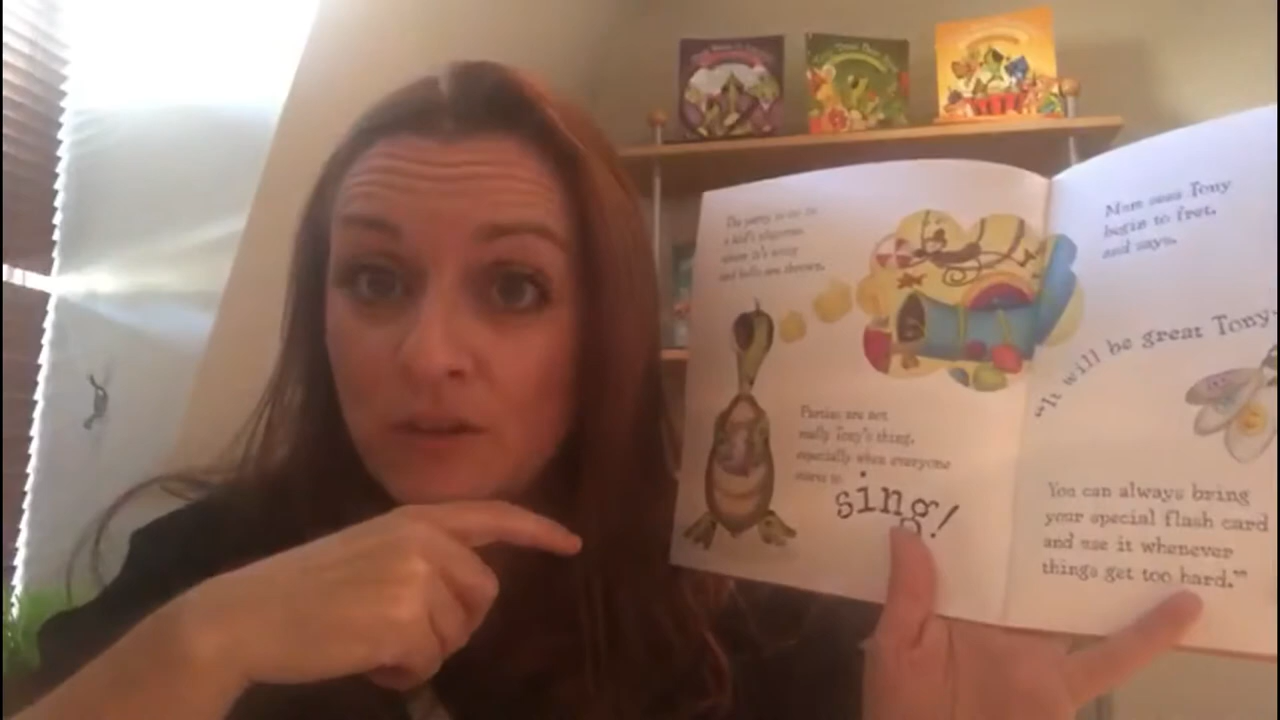 The party is to be
a kid's
where it's noisy
and balls are thrown.
Parties are not
really Tony's thing,
especially when everyone
starts to
sing!
Mum sees Tony
begin to fret,
and says,
"It will be great Tony
You can always bring
your special flash card
and use it whenever
things get too hard."